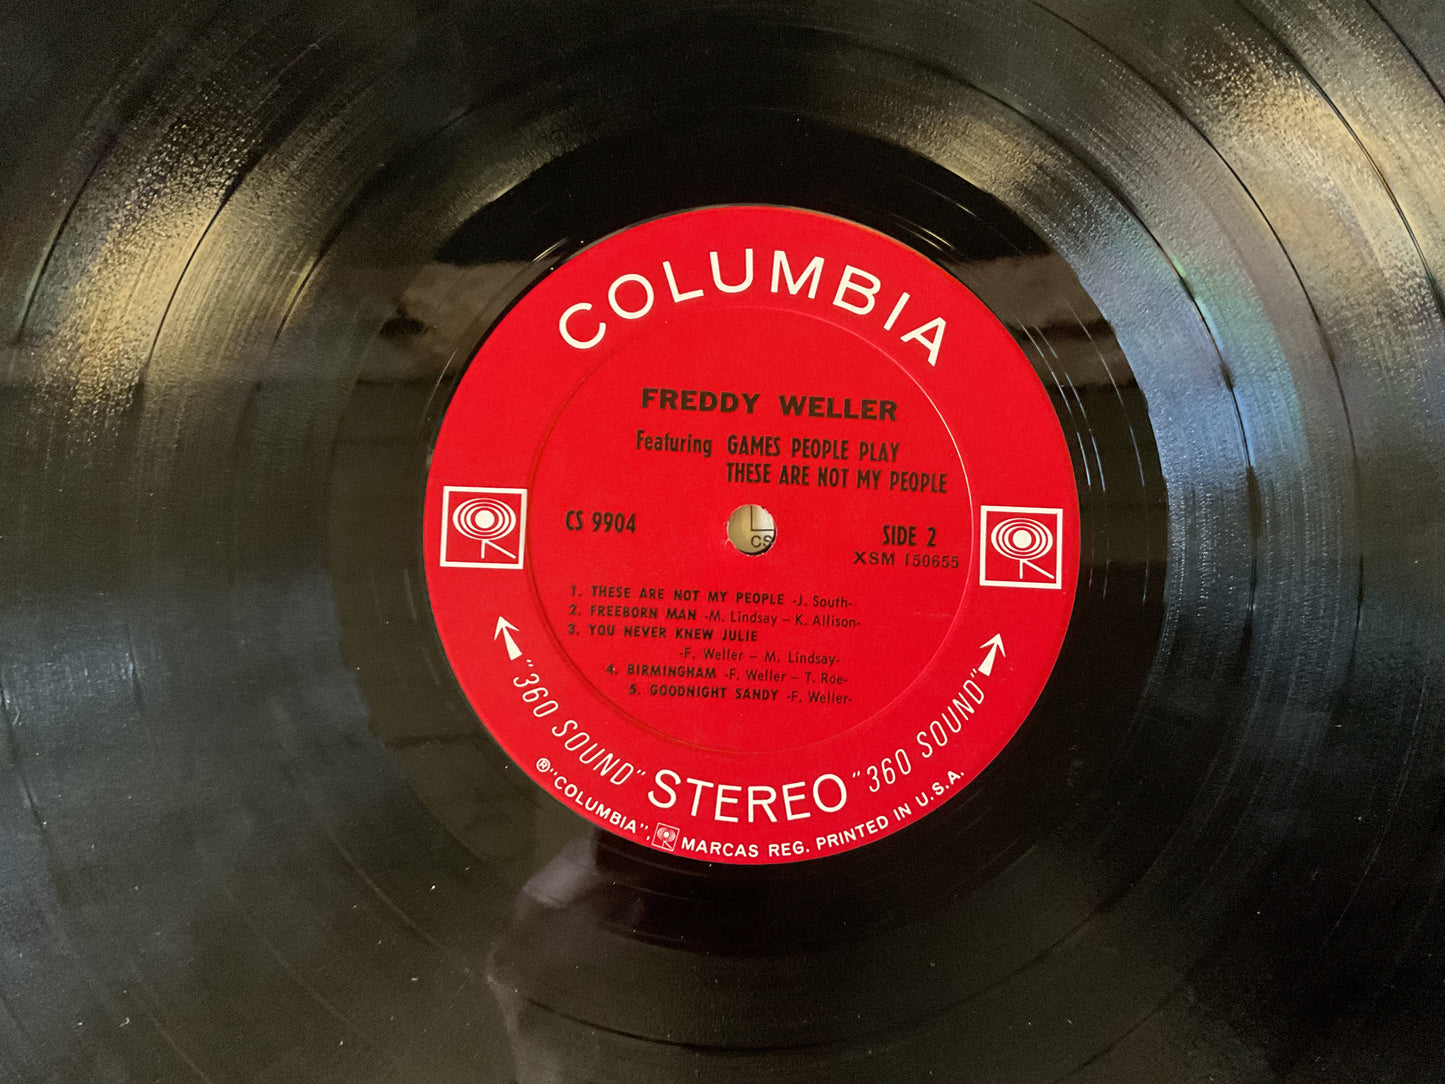 COLUMBIA
FREDDY WELLER
Featuring GAMES PEOPLE PLAY
THESE ARE NOT MY PEOPLE
CS 9904
CS
SIDE 2
XSM 150655
1. THESE ARE NOT MY PEOPLE -J. South-
2. FREEBORN MAN -M. Lindsay – K. Allison-
3. YOU NEVER KNEW JULIE
-F. Weller – M. Lindsay-
4. BIRMINGHAM -F. Weller – T. Roe-
5. GOODNIGHT SANDY -F. Weller-
"360 SOUND" STEREO "360 SOUND"
®"COLUMBIA", MARCAS REG. PRINTED IN U.S.A.